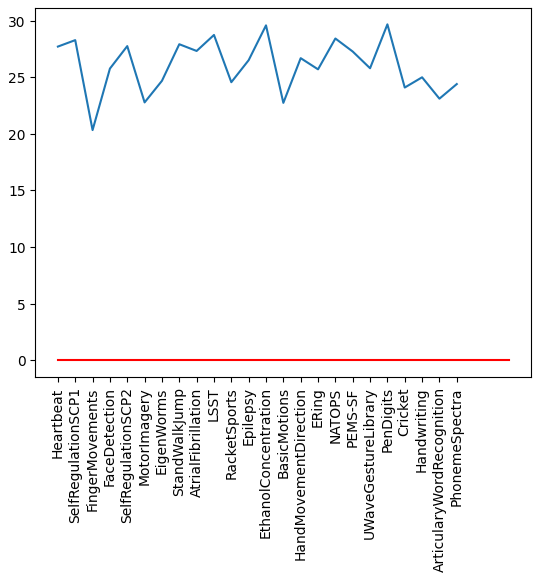 30
25
20
15
10
5
0
Heartbeat
SelfRegulationSCP1
FingerMovements
FaceDetection
SelfRegulationSCP2
MotorImagery
EigenWorms
StandWalkJump
AtrialFibrillation
LSST
RacketSports
Epilepsy
EthanolConcentration
BasicMotions
HandMovementDirection
ERing
NATOPS
PEMS-SF
UWaveGestureLibrary
PenDigits
Cricket
Handwriting
ArticularyWordRecognition
PhonemeSpectra